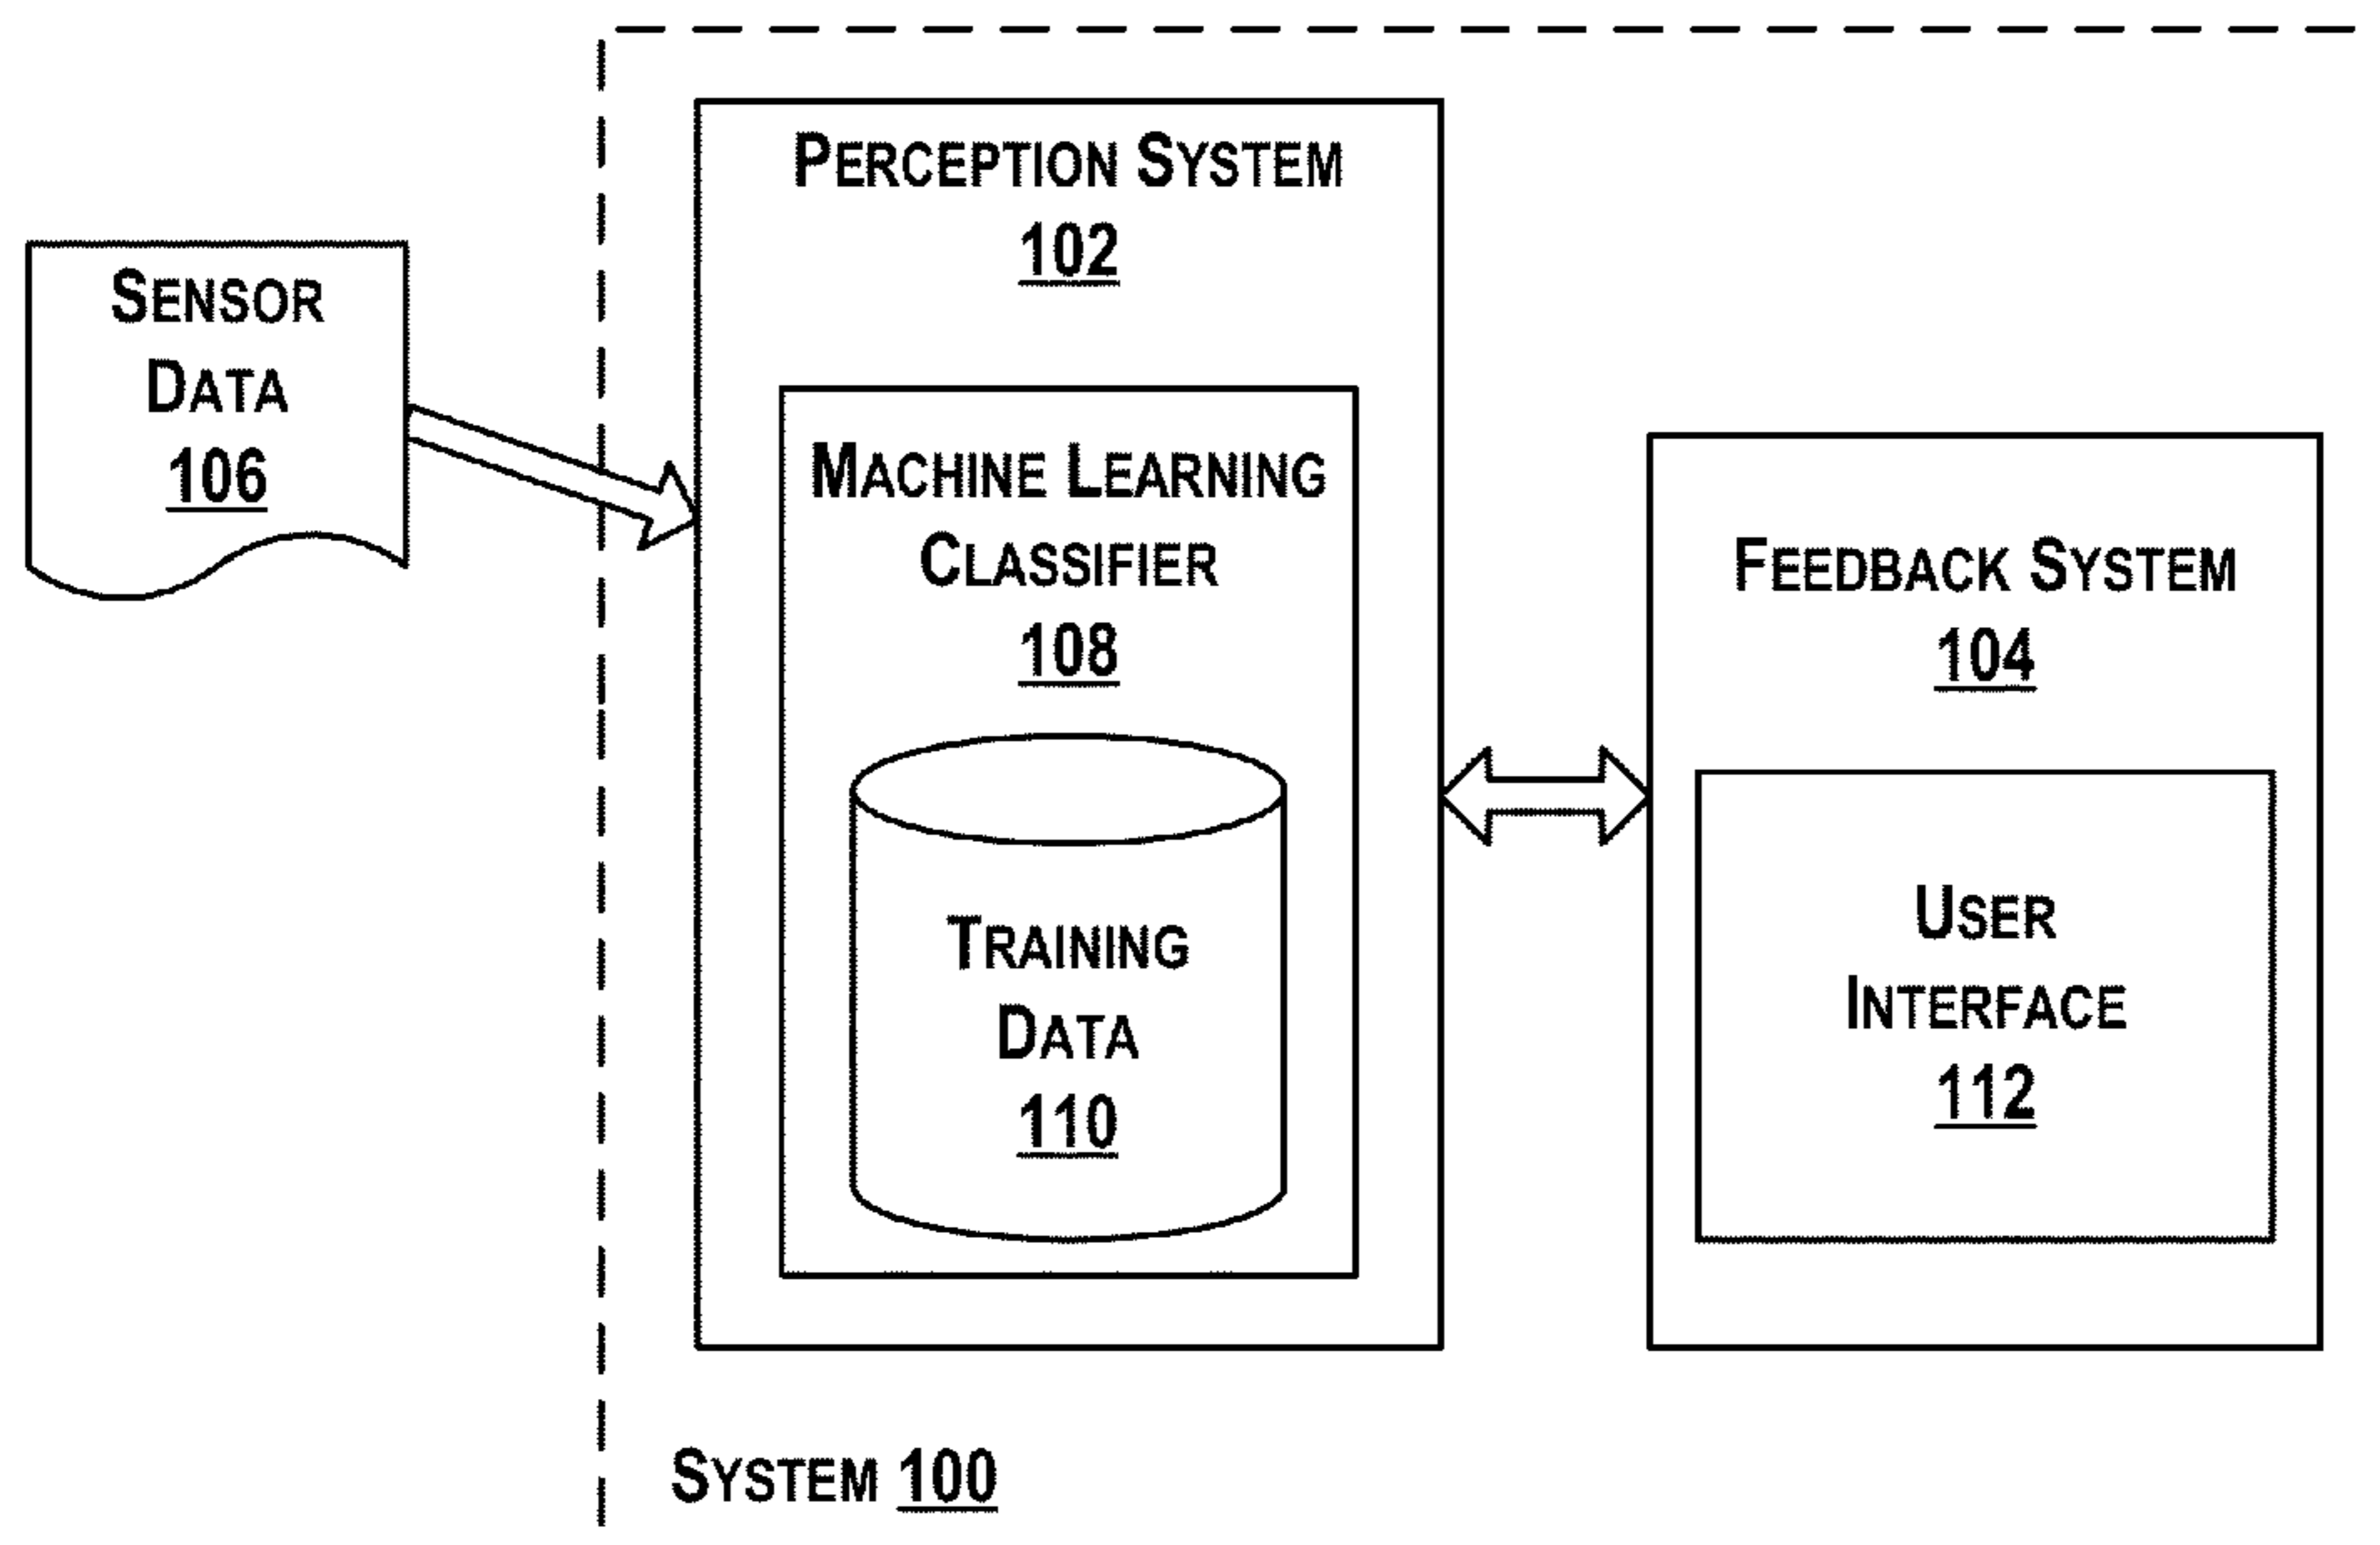 Sensor
Data
106
Perception System
102
Machine Learning
Classifier
108
Training
Data
110
Feedback System
104
User
Interface
112
System 100